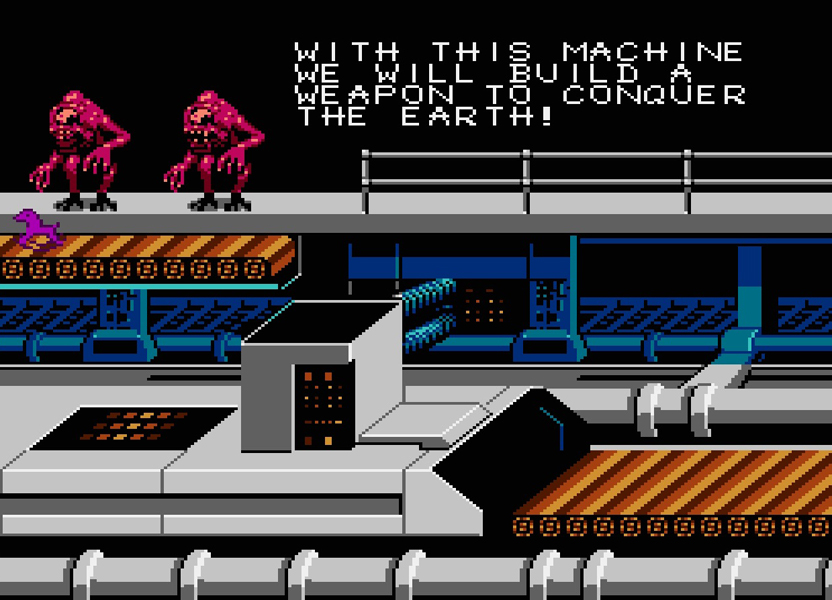 WITH THIS MACHINE
WE WILL BUILD A
WEAPON TO CONQUER
THE EARTH!